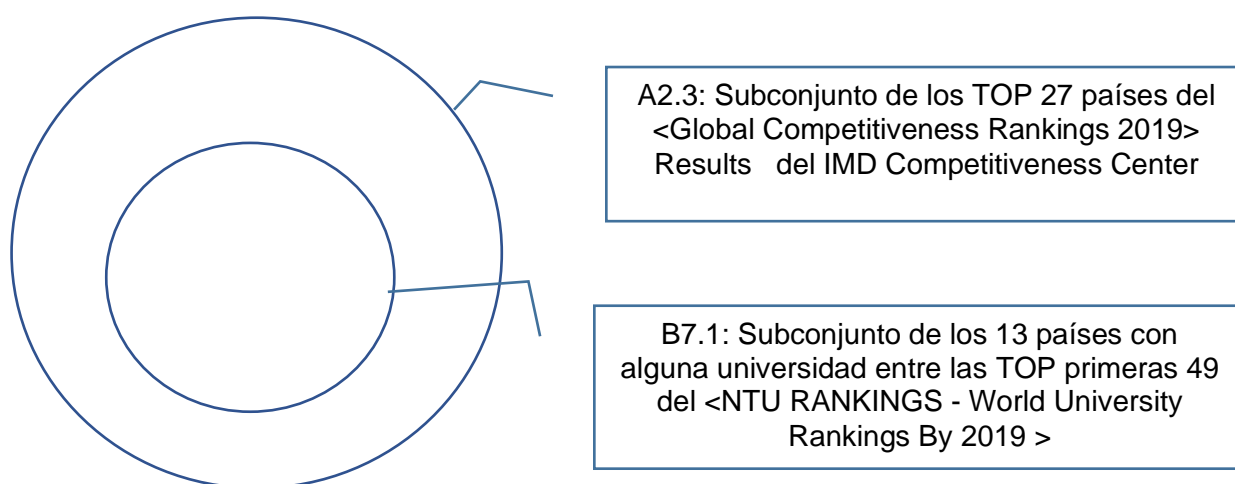 A2.3: Subconjunto de los TOP 27 países del
<Global Competitiveness Rankings 2019>
Results del IMD Competitiveness Center
B7.1: Subconjunto de los 13 países con
alguna universidad entre las TOP primeras 49
del <NTU RANKINGS - World University
Rankings By 2019 >